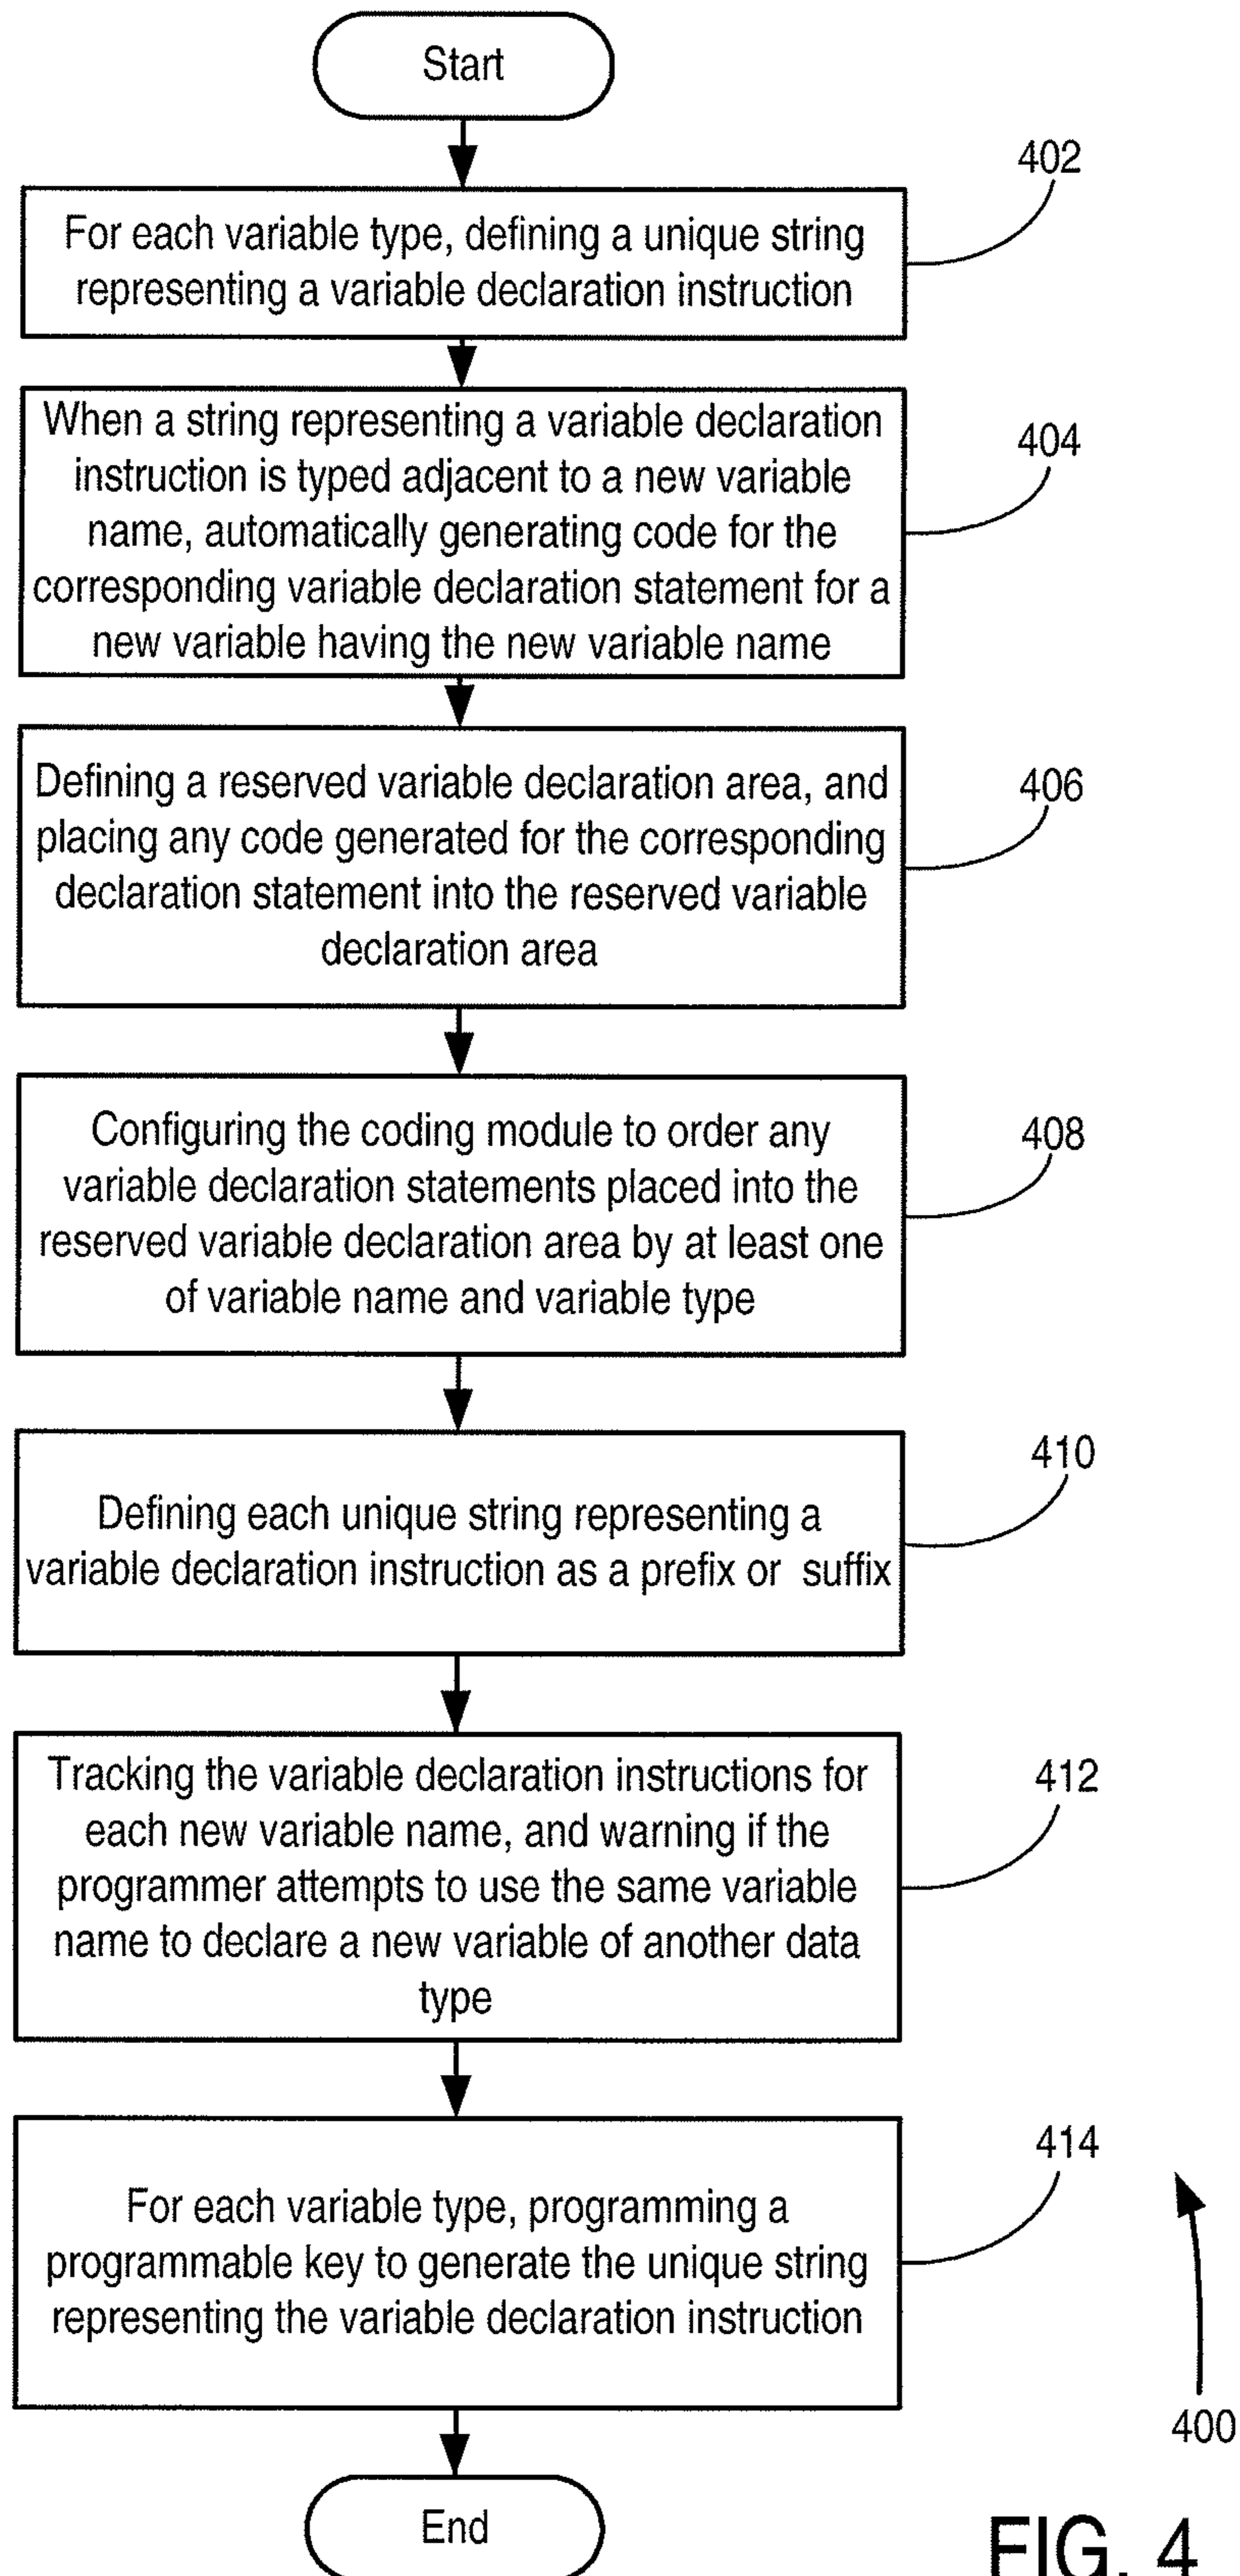 Start
402
For each variable type, defining a unique string
representing a variable declaration instruction
When a string representing a variable declaration
instruction is typed adjacent to a new variable
name, automatically generating code for the
corresponding variable declaration statement for a
new variable having the new variable name
404
Defining a reserved variable declaration area, and
placing any code generated for the corresponding
declaration statement into the reserved variable
declaration area
406
Configuring the coding module to order any
variable declaration statements placed into the
reserved variable declaration area by at least one
of variable name and variable type
408
Defining each unique string representing a
variable declaration instruction as a prefix or suffix
410
Tracking the variable declaration instructions for
each new variable name, and warning if the
programmer attempts to use the same variable
name to declare a new variable of another data
type
412
For each variable type, programming a
programmable key to generate the unique string
representing the variable declaration instruction
414
400
End
FIG. 4